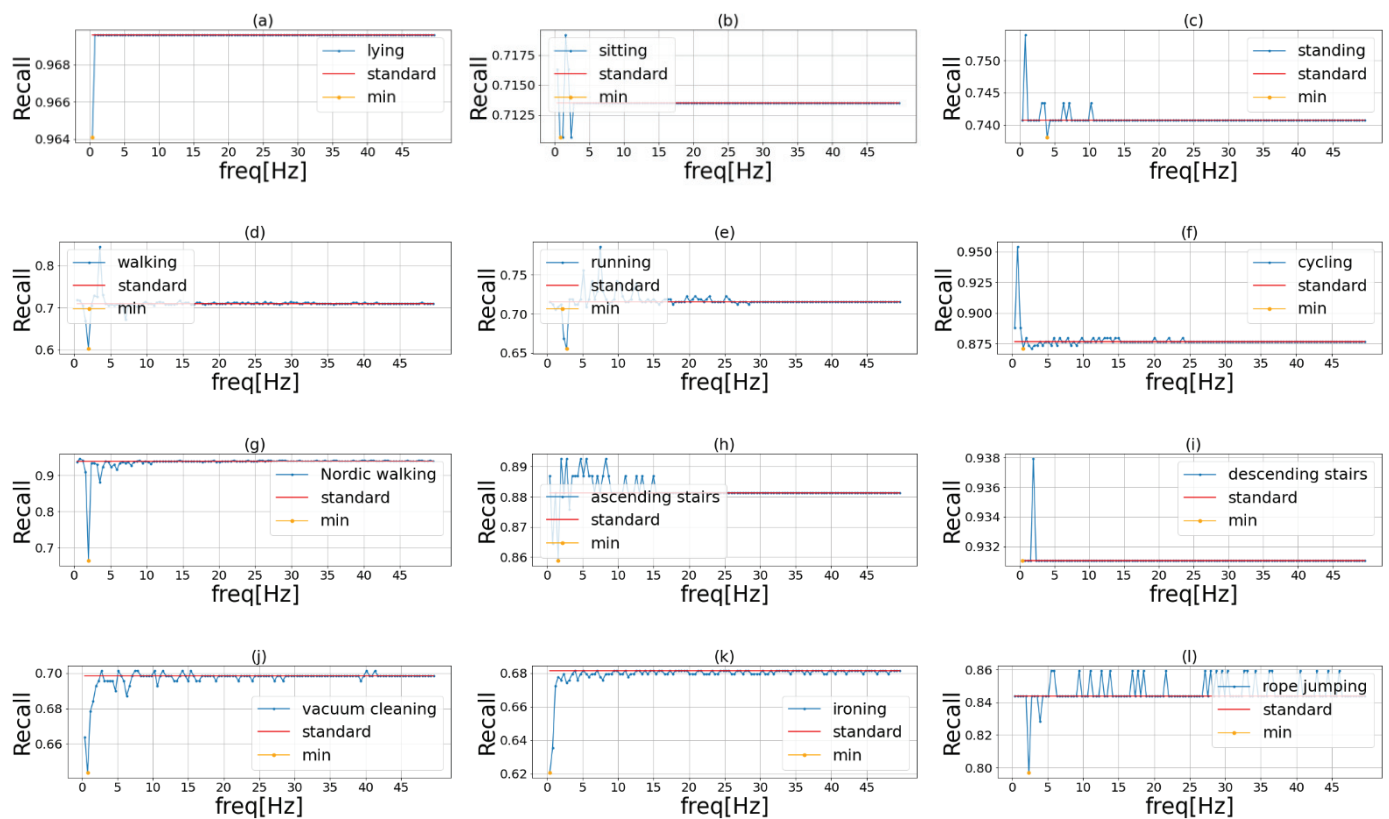 (a)
Recall
0.968
0.966
0.964
lying
standard
min
0 5 10 15 20 25 30 35 40 45
freq[Hz]
(b)
Recall
0.7175
0.7150
0.7125
sitting
standard
min
0 5 10 15 20 25 30 35 40 45
freq[Hz]
(c)
Recall
0.750
0.745
0.740
standing
standard
min
0 5 10 15 20 25 30 35 40 45
freq[Hz]
(d)
Recall
0.8
0.7
0.6
walking
standard
min
0 5 10 15 20 25 30 35 40 45
freq[Hz]
(e)
Recall
0.75
0.70
0.65
running
standard
min
0 5 10 15 20 25 30 35 40 45
freq[Hz]
(f)
Recall
0.950
0.925
0.900
0.875
cycling
standard
min
0 5 10 15 20 25 30 35 40 45
freq[Hz]
(g)
Recall
0.9
0.8
0.7
Nordic walking
standard
min
0 5 10 15 20 25 30 35 40 45
freq[Hz]
(h)
Recall
0.89
0.88
0.87
0.86
ascending stairs
standard
min
0 5 10 15 20 25 30 35 40 45
freq[Hz]
(i)
Recall
0.938
0.936
0.934
0.932
descending stairs
standard
min
0 5 10 15 20 25 30 35 40 45
freq[Hz]
(j)
Recall
0.70
0.68
0.66
vacuum cleaning
standard
min
0 5 10 15 20 25 30 35 40 45
freq[Hz]
(k)
Recall
0.68
0.66
0.64
0.62
ironing
standard
min
0 5 10 15 20 25 30 35 40 45
freq[Hz]
(l)
Recall
0.86
0.84
0.82
0.80
rope jumping
standard
min
0 5 10 15 20 25 30 35 40 45
freq[Hz]